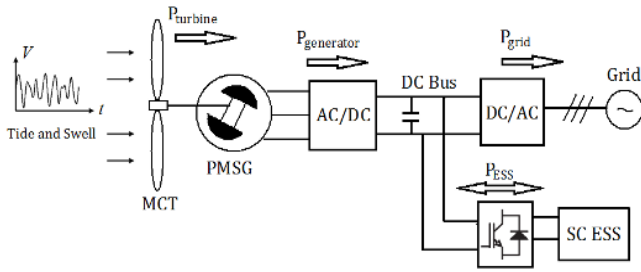 P_turbine
P_generator
P_grid
V
DC Bus
Grid
t
AC/DC
DC/AC
Tide and Swell
PMSG
P_ESS
MCT
SC ESS